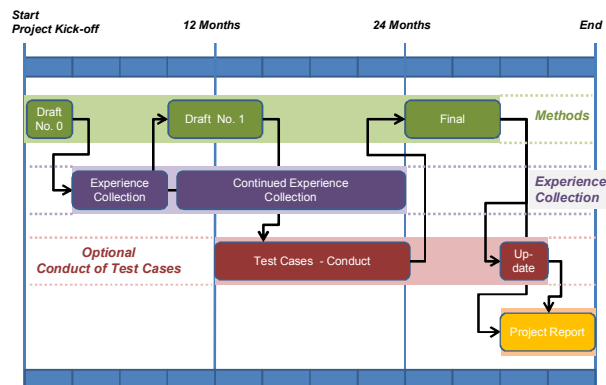 Start
Project Kick-off
12 Months
24 Months
End
Draft
No. 0
Draft  No. 1
Final
Methods
Experience
Collection
Continued Experience
Collection
Experience
Collection
Optional
Conduct of Test Cases
Test Cases  - Conduct
Up-
date
Project Report